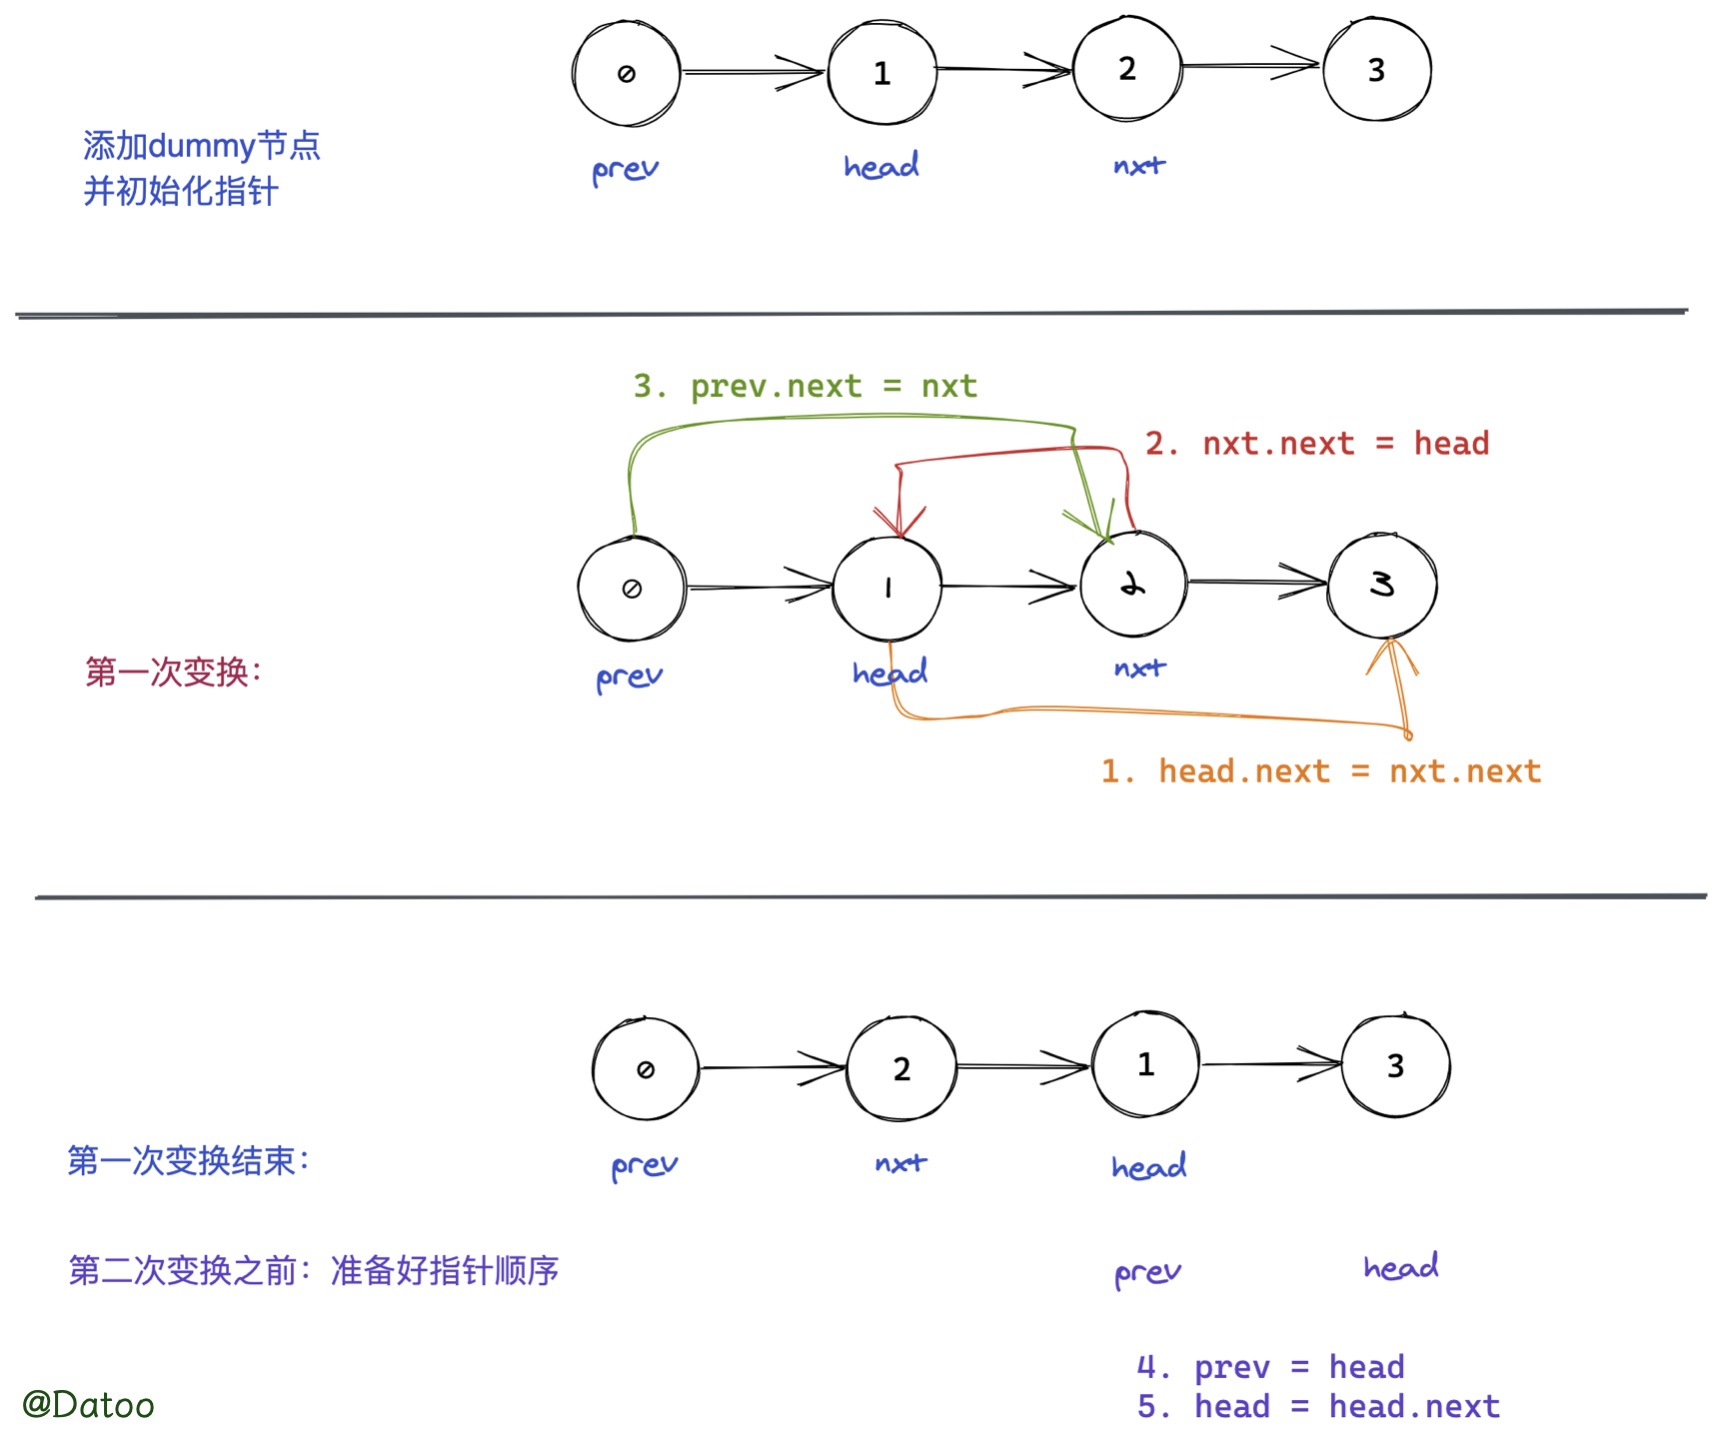 0 1 2 3
添加dummy节点
并初始化指针
prev head nxt
3. prev.next = nxt
2. nxt.next = head
0 1 2 3
第一次变换:
prev head nxt
1. head.next = nxt.next
0 2 1 3
第一次变换结束:
prev nxt head
第二次变换之前: 准备好指针顺序
prev head
4. prev = head
5. head = head.next
@Datoo